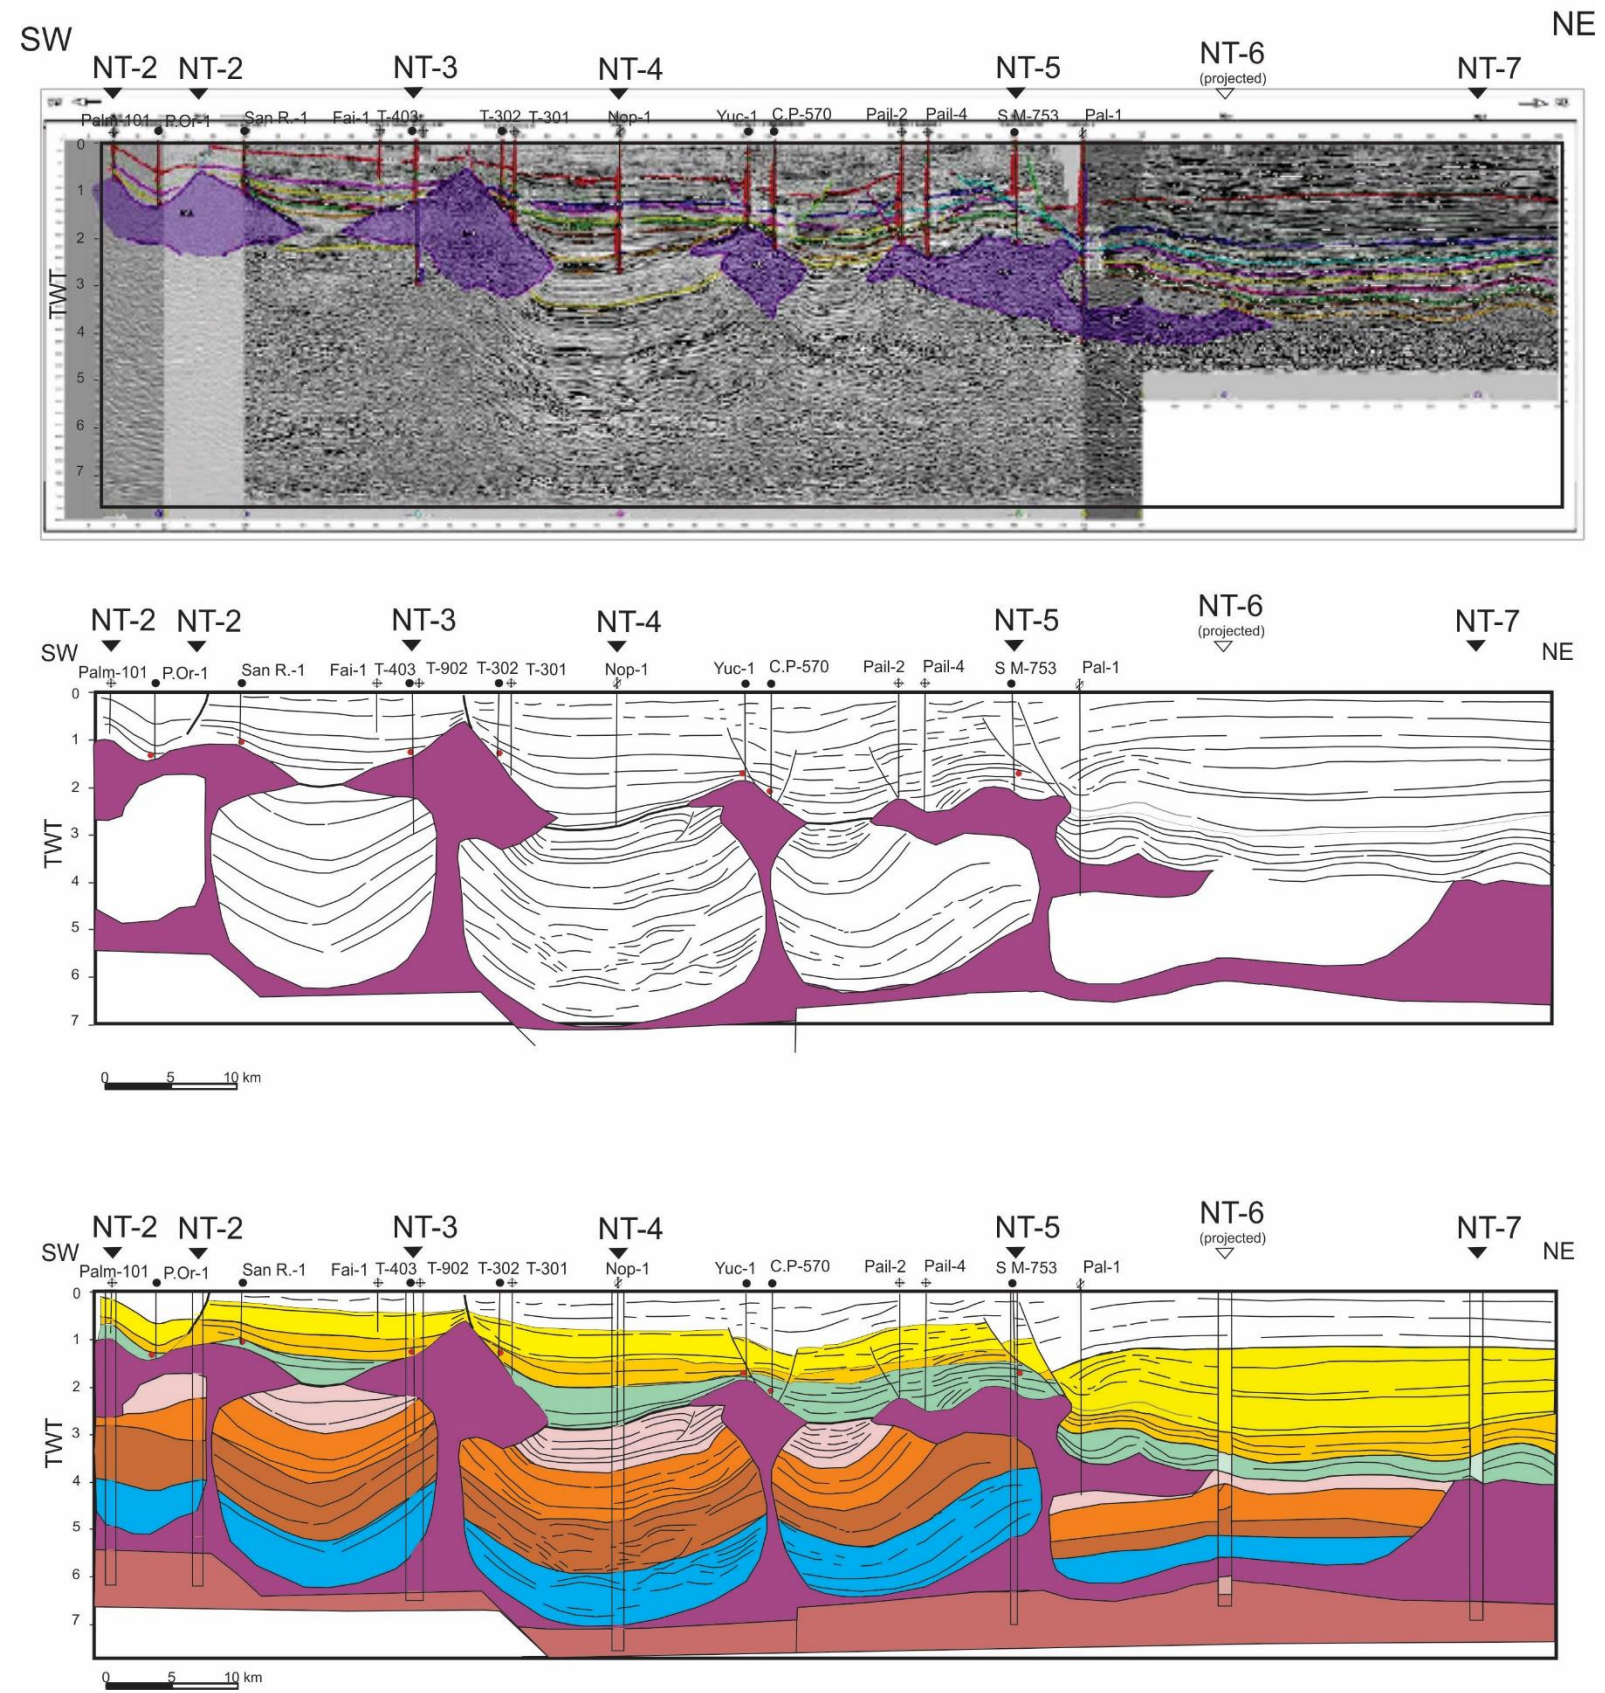 SW NE
NT-2 NT-2 NT-3 NT-4 NT-5 NT-6 NT-7
(projected)
Palm-101 P.Or-1 San R.-1 Fai-1 T-403 T-302 T-301 Nop-1 Yuc-1 C.P-570 Pail-2 Pail-4 S M-753 Pal-1
0
1
2
3
4
5
6
7
TWT
NT-2 NT-2 NT-3 NT-4 NT-5 NT-6 NT-7
(projected)
SW NE
Palm-101 P.Or-1 San R.-1 Fai-1 T-403 T-902 T-302 T-301 Nop-1 Yuc-1 C.P-570 Pail-2 Pail-4 S M-753 Pal-1
0
1
2
3
4
5
6
7
TWT
0 5 10 km
NT-2 NT-2 NT-3 NT-4 NT-5 NT-6 NT-7
(projected)
SW NE
Palm-101 P.Or-1 San R.-1 Fai-1 T-403 T-902 T-302 T-301 Nop-1 Yuc-1 C.P-570 Pail-2 Pail-4 S M-753 Pal-1
0
1
2
3
4
5
6
7
TWT
0 5 10 km